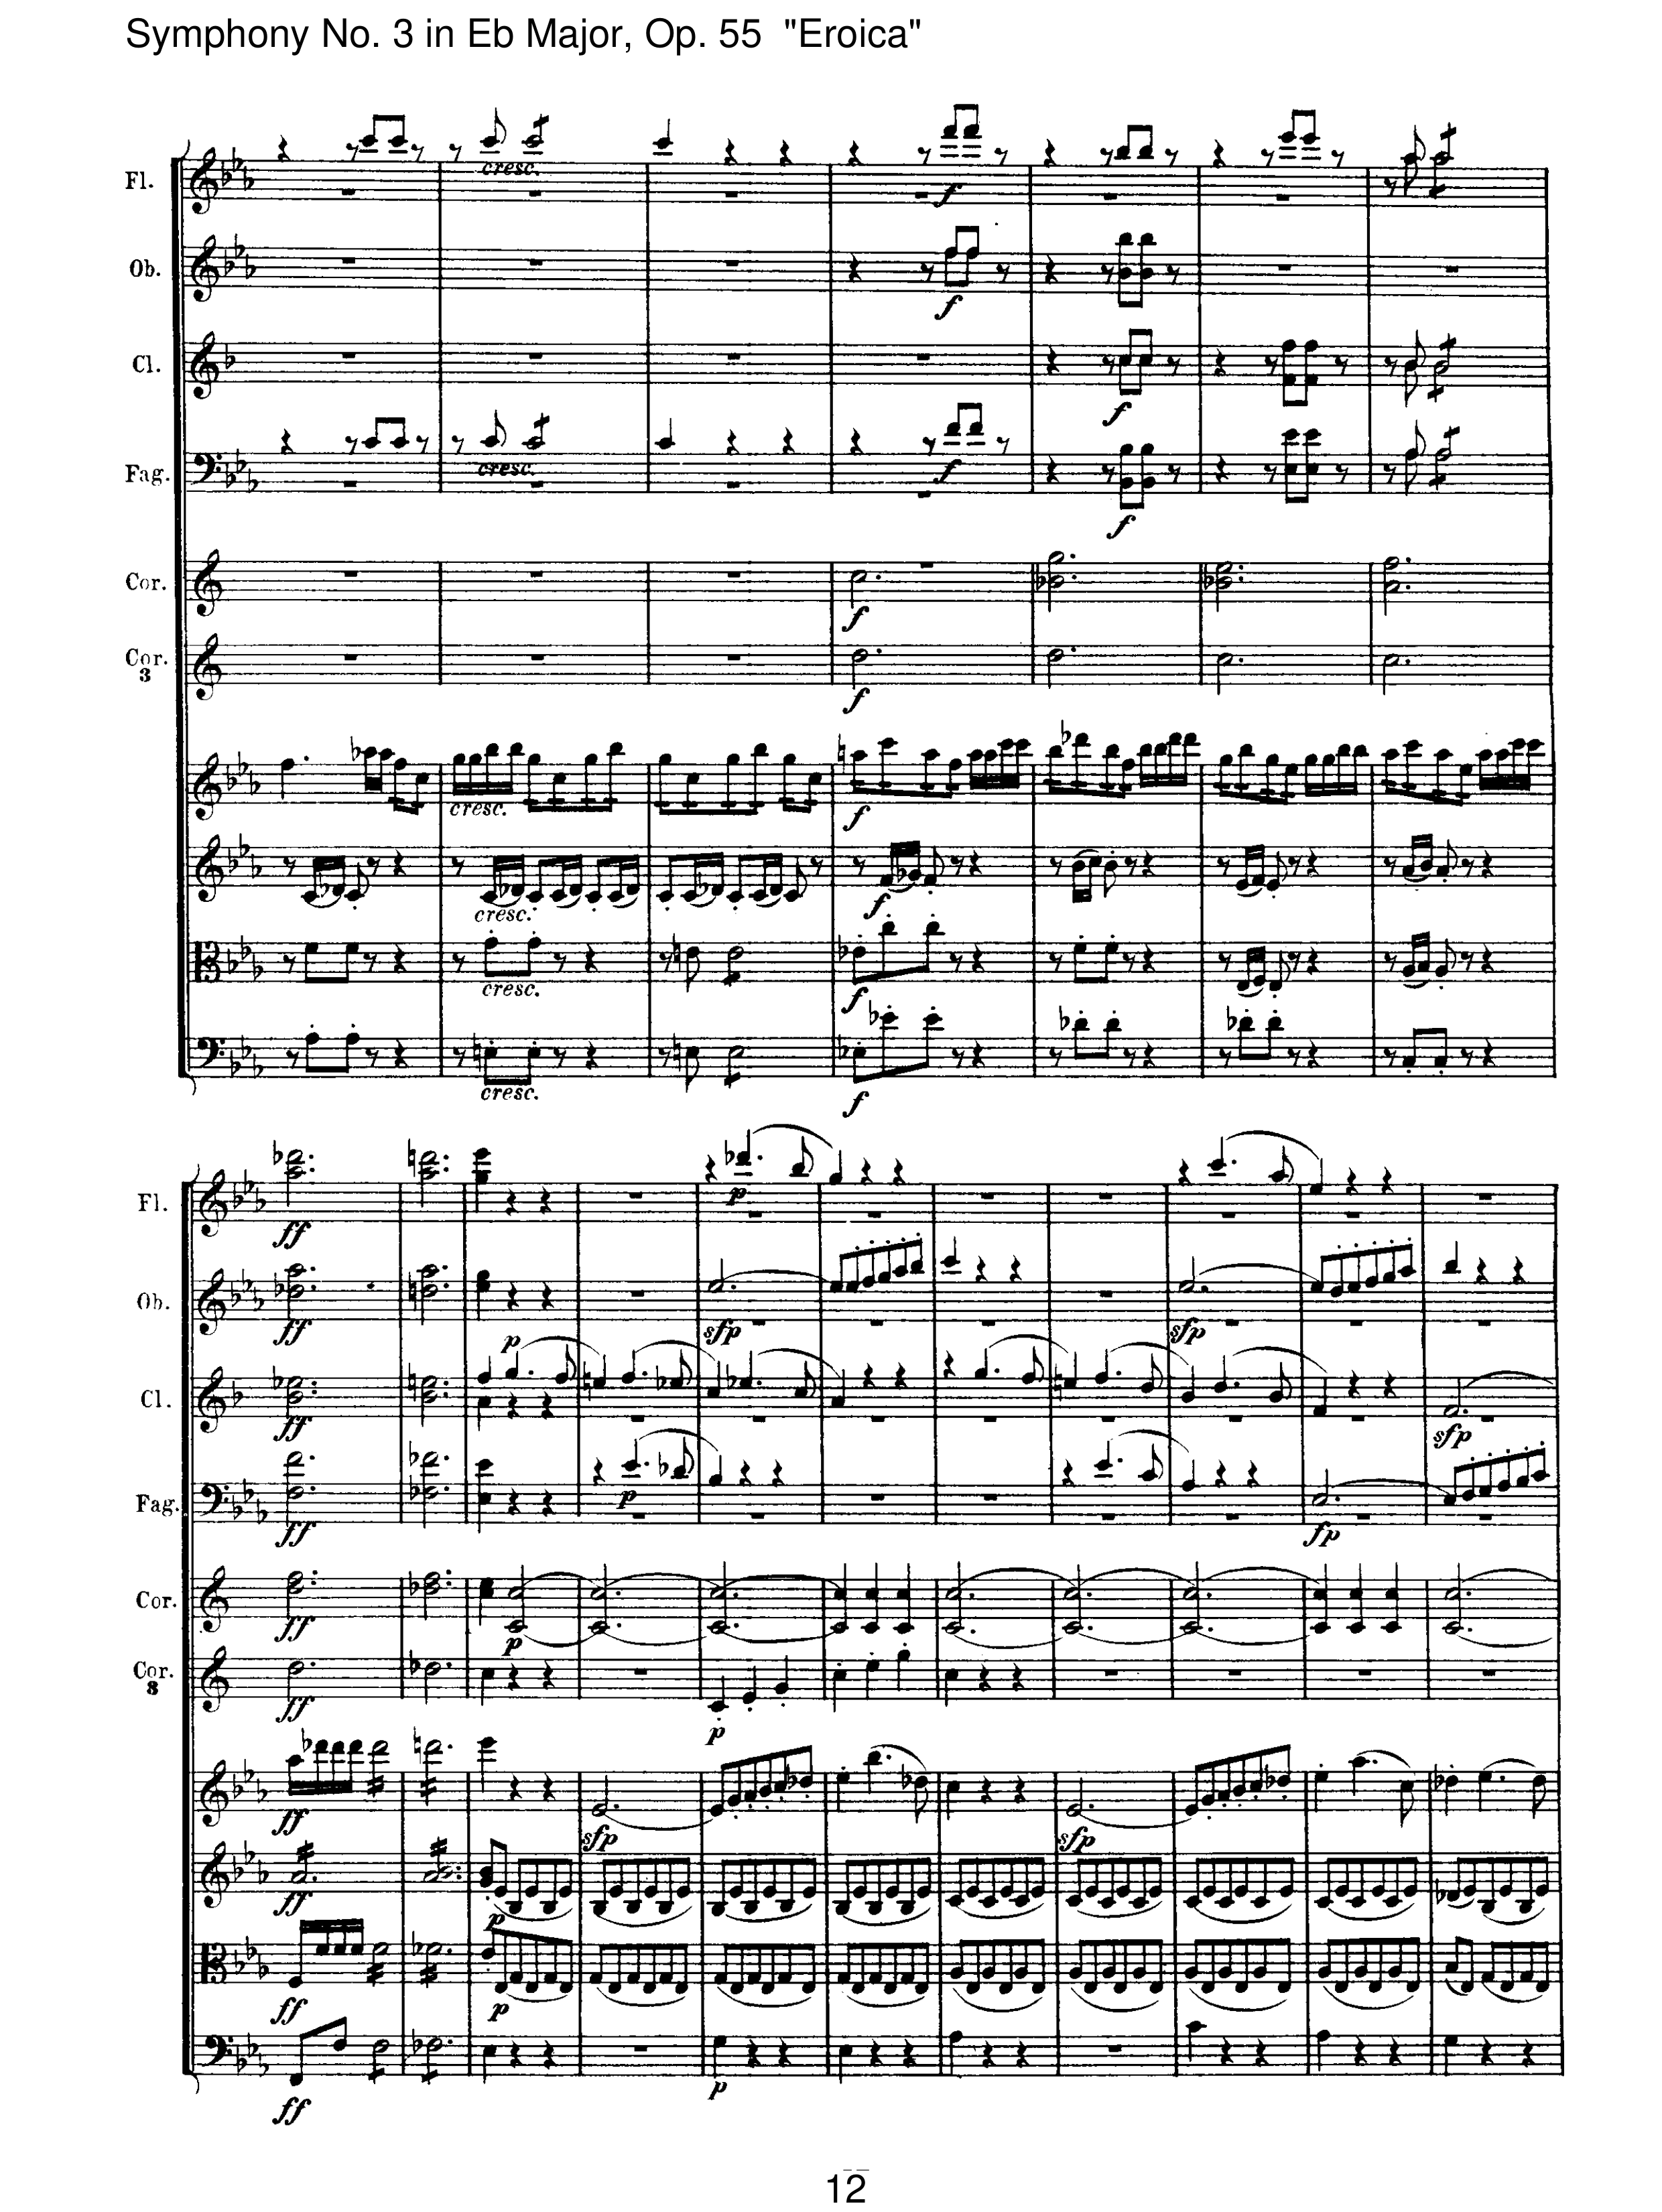 Symphony No. 3 in Eb Major, Op. 55 "Eroica"
Fl.
cresc.
f
Ob.
f
Cl.
f
Fag.
cresc.
f
f
Cor.
f
Cor.
3
f
cresc.
f
cresc.
f
cresc.
f
cresc.
f
Fl.
ff
p
Ob.
ff
sfp
sfp
Cl.
ff
p
sfp
Fag.
ff
p
fp
Cor.
ff
p
Cor.
8
ff
p
ff
sfp
sfp
ff
p
ff
p
ff
p
12